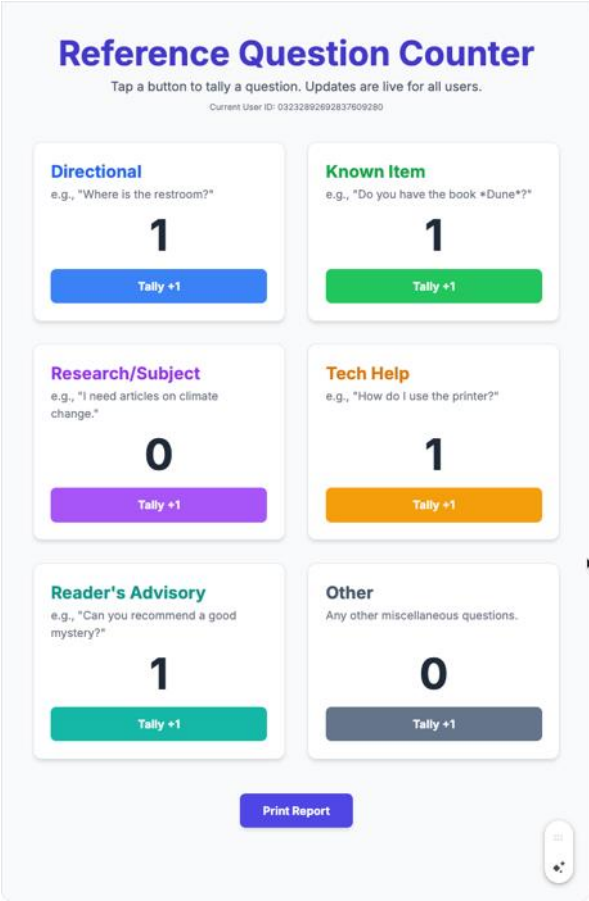 Reference Question Counter
Tap a button to tally a question. Updates are live for all users.
Current User ID: 03232892692837609280
Directional
e.g., "Where is the restroom?"
1
Tally +1
Known Item
e.g., "Do you have the book *Dune*?"
1
Tally +1
Research/Subject
e.g., "I need articles on climate
change."
0
Tally +1
Tech Help
e.g., "How do I use the printer?"
1
Tally +1
Reader's Advisory
e.g., "Can you recommend a good
mystery?"
1
Tally +1
Other
Any other miscellaneous questions.
0
Tally +1
Print Report